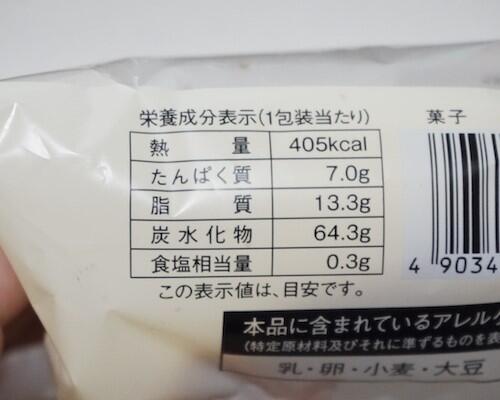 栄養成分表示(1包装当たり)
熱量 405kcal
たんぱく質 7.0g
脂質 13.3g
炭水化物 64.3g
食塩相当量 0.3g
この表示値は、目安です。
菓子
4 9034
本品に含まれているアレルゲ
(特定原材料及びそれに準ずるものを表
乳・卵・小麦・大豆